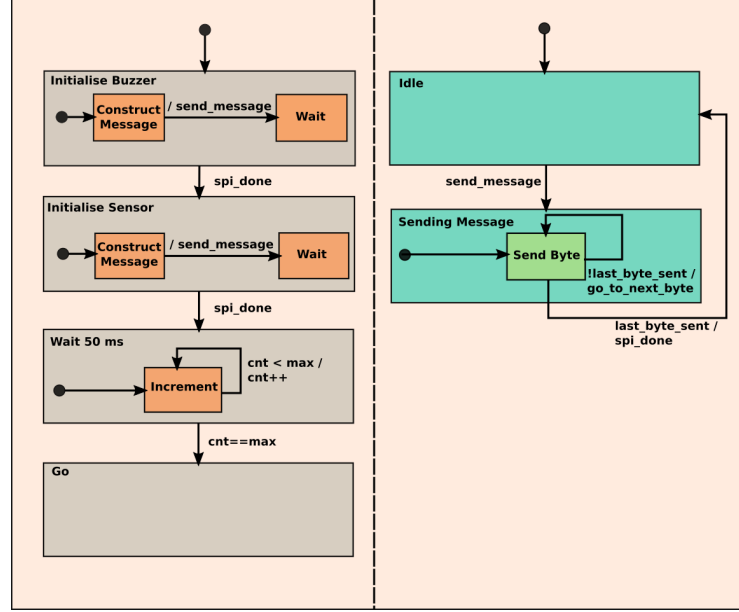 Initialise Buzzer
Construct
Message
/ send_message
Wait
spi_done
Initialise Sensor
Construct
Message
/ send_message
Wait
spi_done
Wait 50 ms
Increment
cnt < max /
cnt++
cnt==max
Go
Idle
send_message
Sending Message
Send Byte
!last_byte_sent /
go_to_next_byte
last_byte_sent /
spi_done